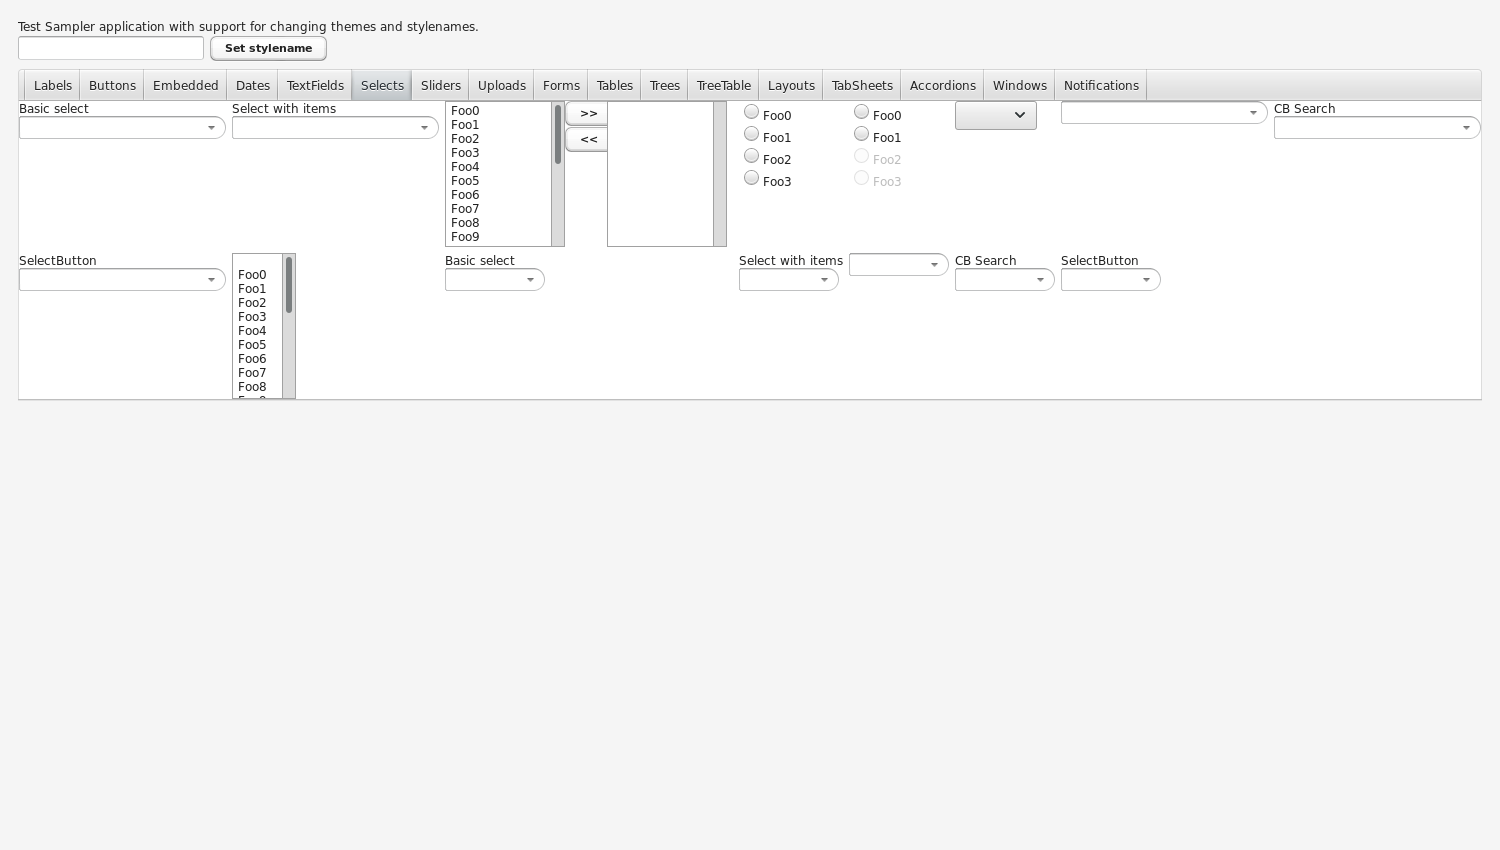 Test Sampler application with support for changing themes and stylenames.
Set stylename
Labels Buttons Embedded Dates TextFields Selects Sliders Uploads Forms Tables Trees TreeTable Layouts TabSheets Accordions Windows Notifications
Basic select
Select with items
Foo0
Foo1
Foo2
Foo3
Foo4
Foo5
Foo6
Foo7
Foo8
Foo9
>>
<<
Foo0
Foo1
Foo2
Foo3
Foo0
Foo1
Foo2
Foo3
CB Search
SelectButton
Foo0
Foo1
Foo2
Foo3
Foo4
Foo5
Foo6
Foo7
Foo8
Basic select
Select with items
CB Search
SelectButton